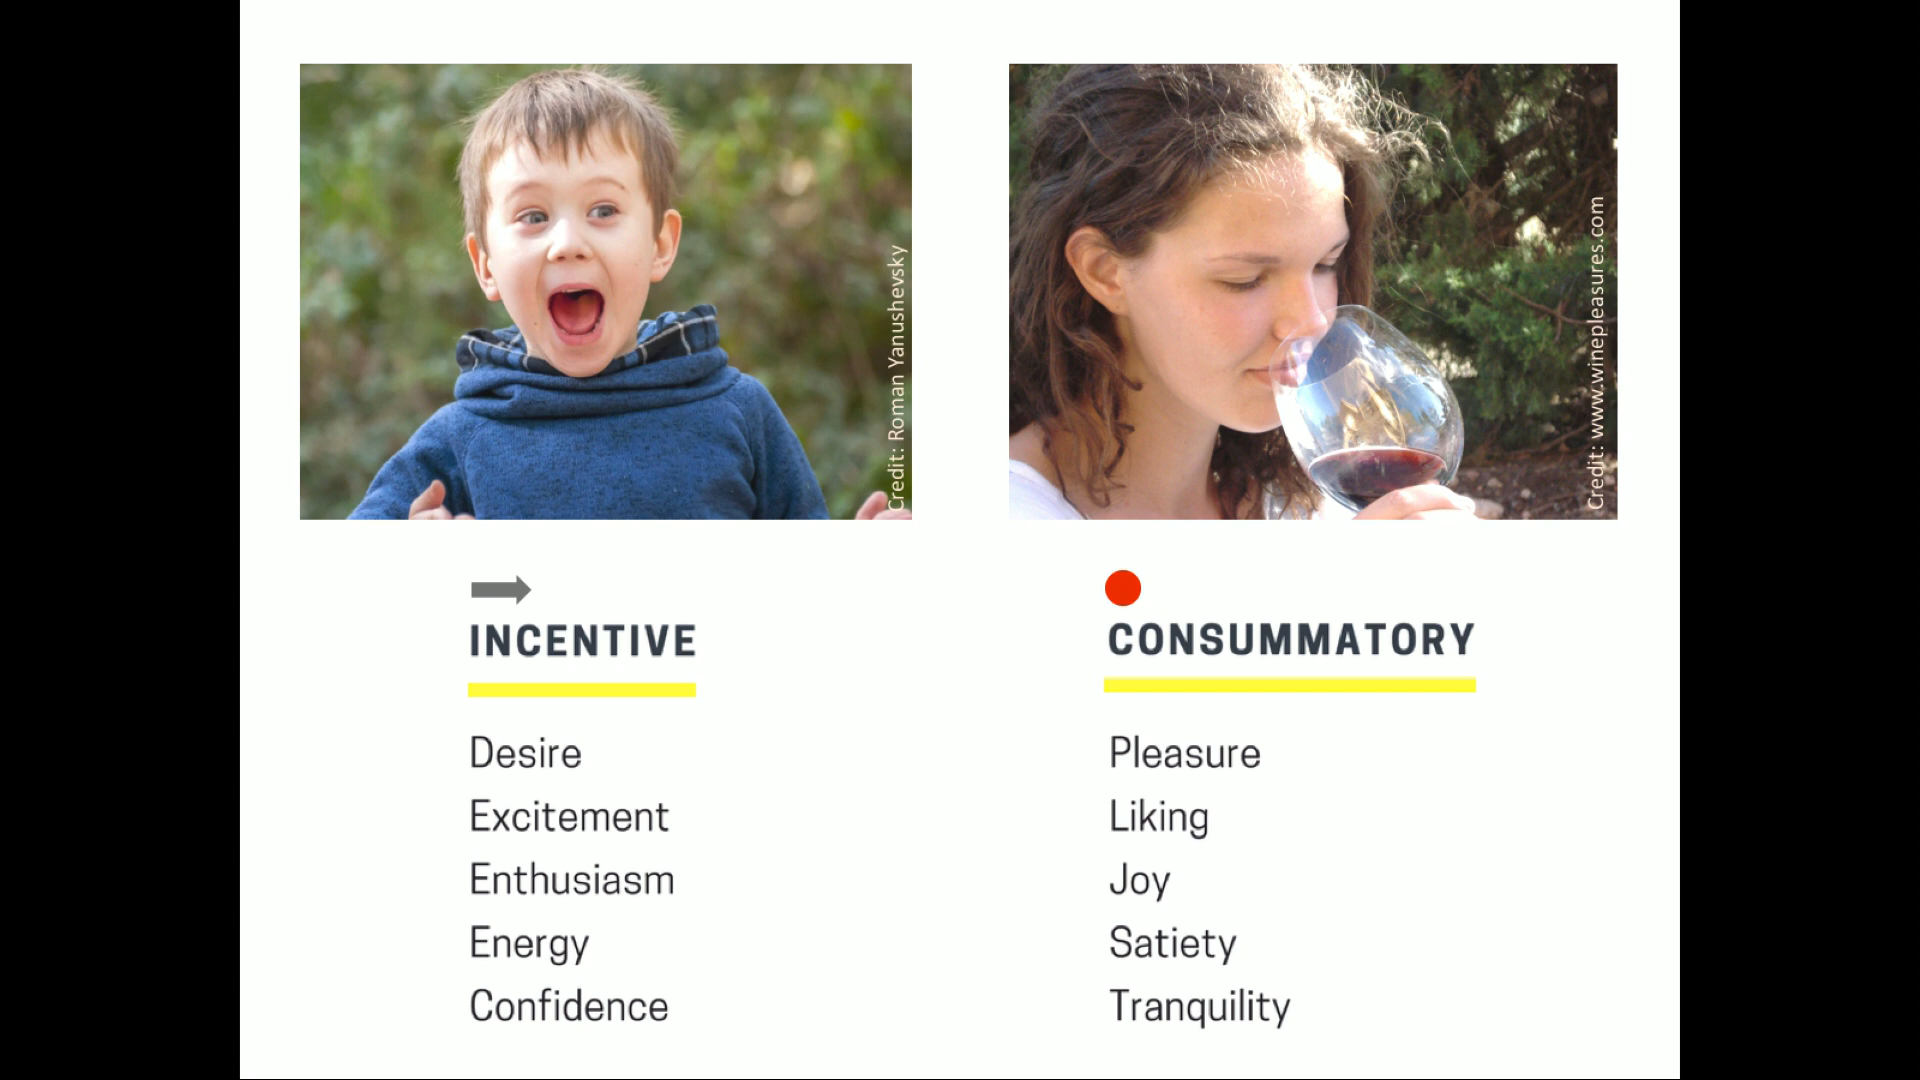 Credit: Roman Yanushevsky
Credit: www.winepleasures.com
INCENTIVE
Desire
Excitement
Enthusiasm
Energy
Confidence
CONSUMMATORY
Pleasure
Liking
Joy
Satiety
Tranquility